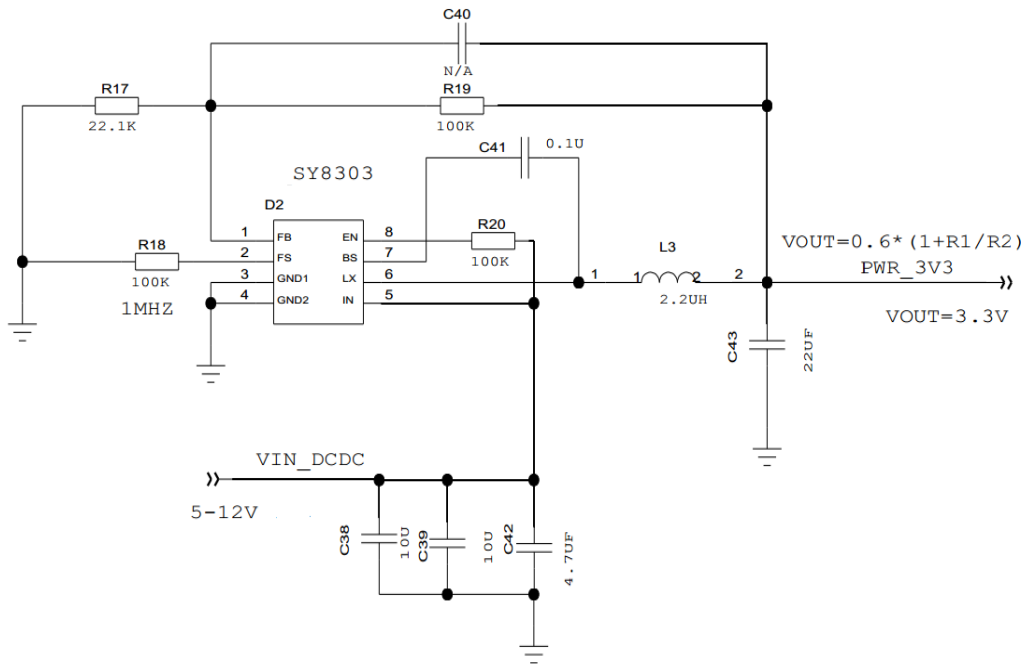 C40
N/A
R17
22.1K
R19
100K
C41
0.1U
SY8303
D2
R20
100K
R18
100K
1MHZ
1
2
3
4
FB
FS
GND1
GND2
EN
BS
LX
IN
8
7
6
5
L3
1
1
2
2
2.2UH
VOUT=0.6*(1+R1/R2)
PWR_3V3
VOUT=3.3V
C43
22UF
VIN_DCDC
5-12V
C38
10U
C39
10U
C42
4.7UF